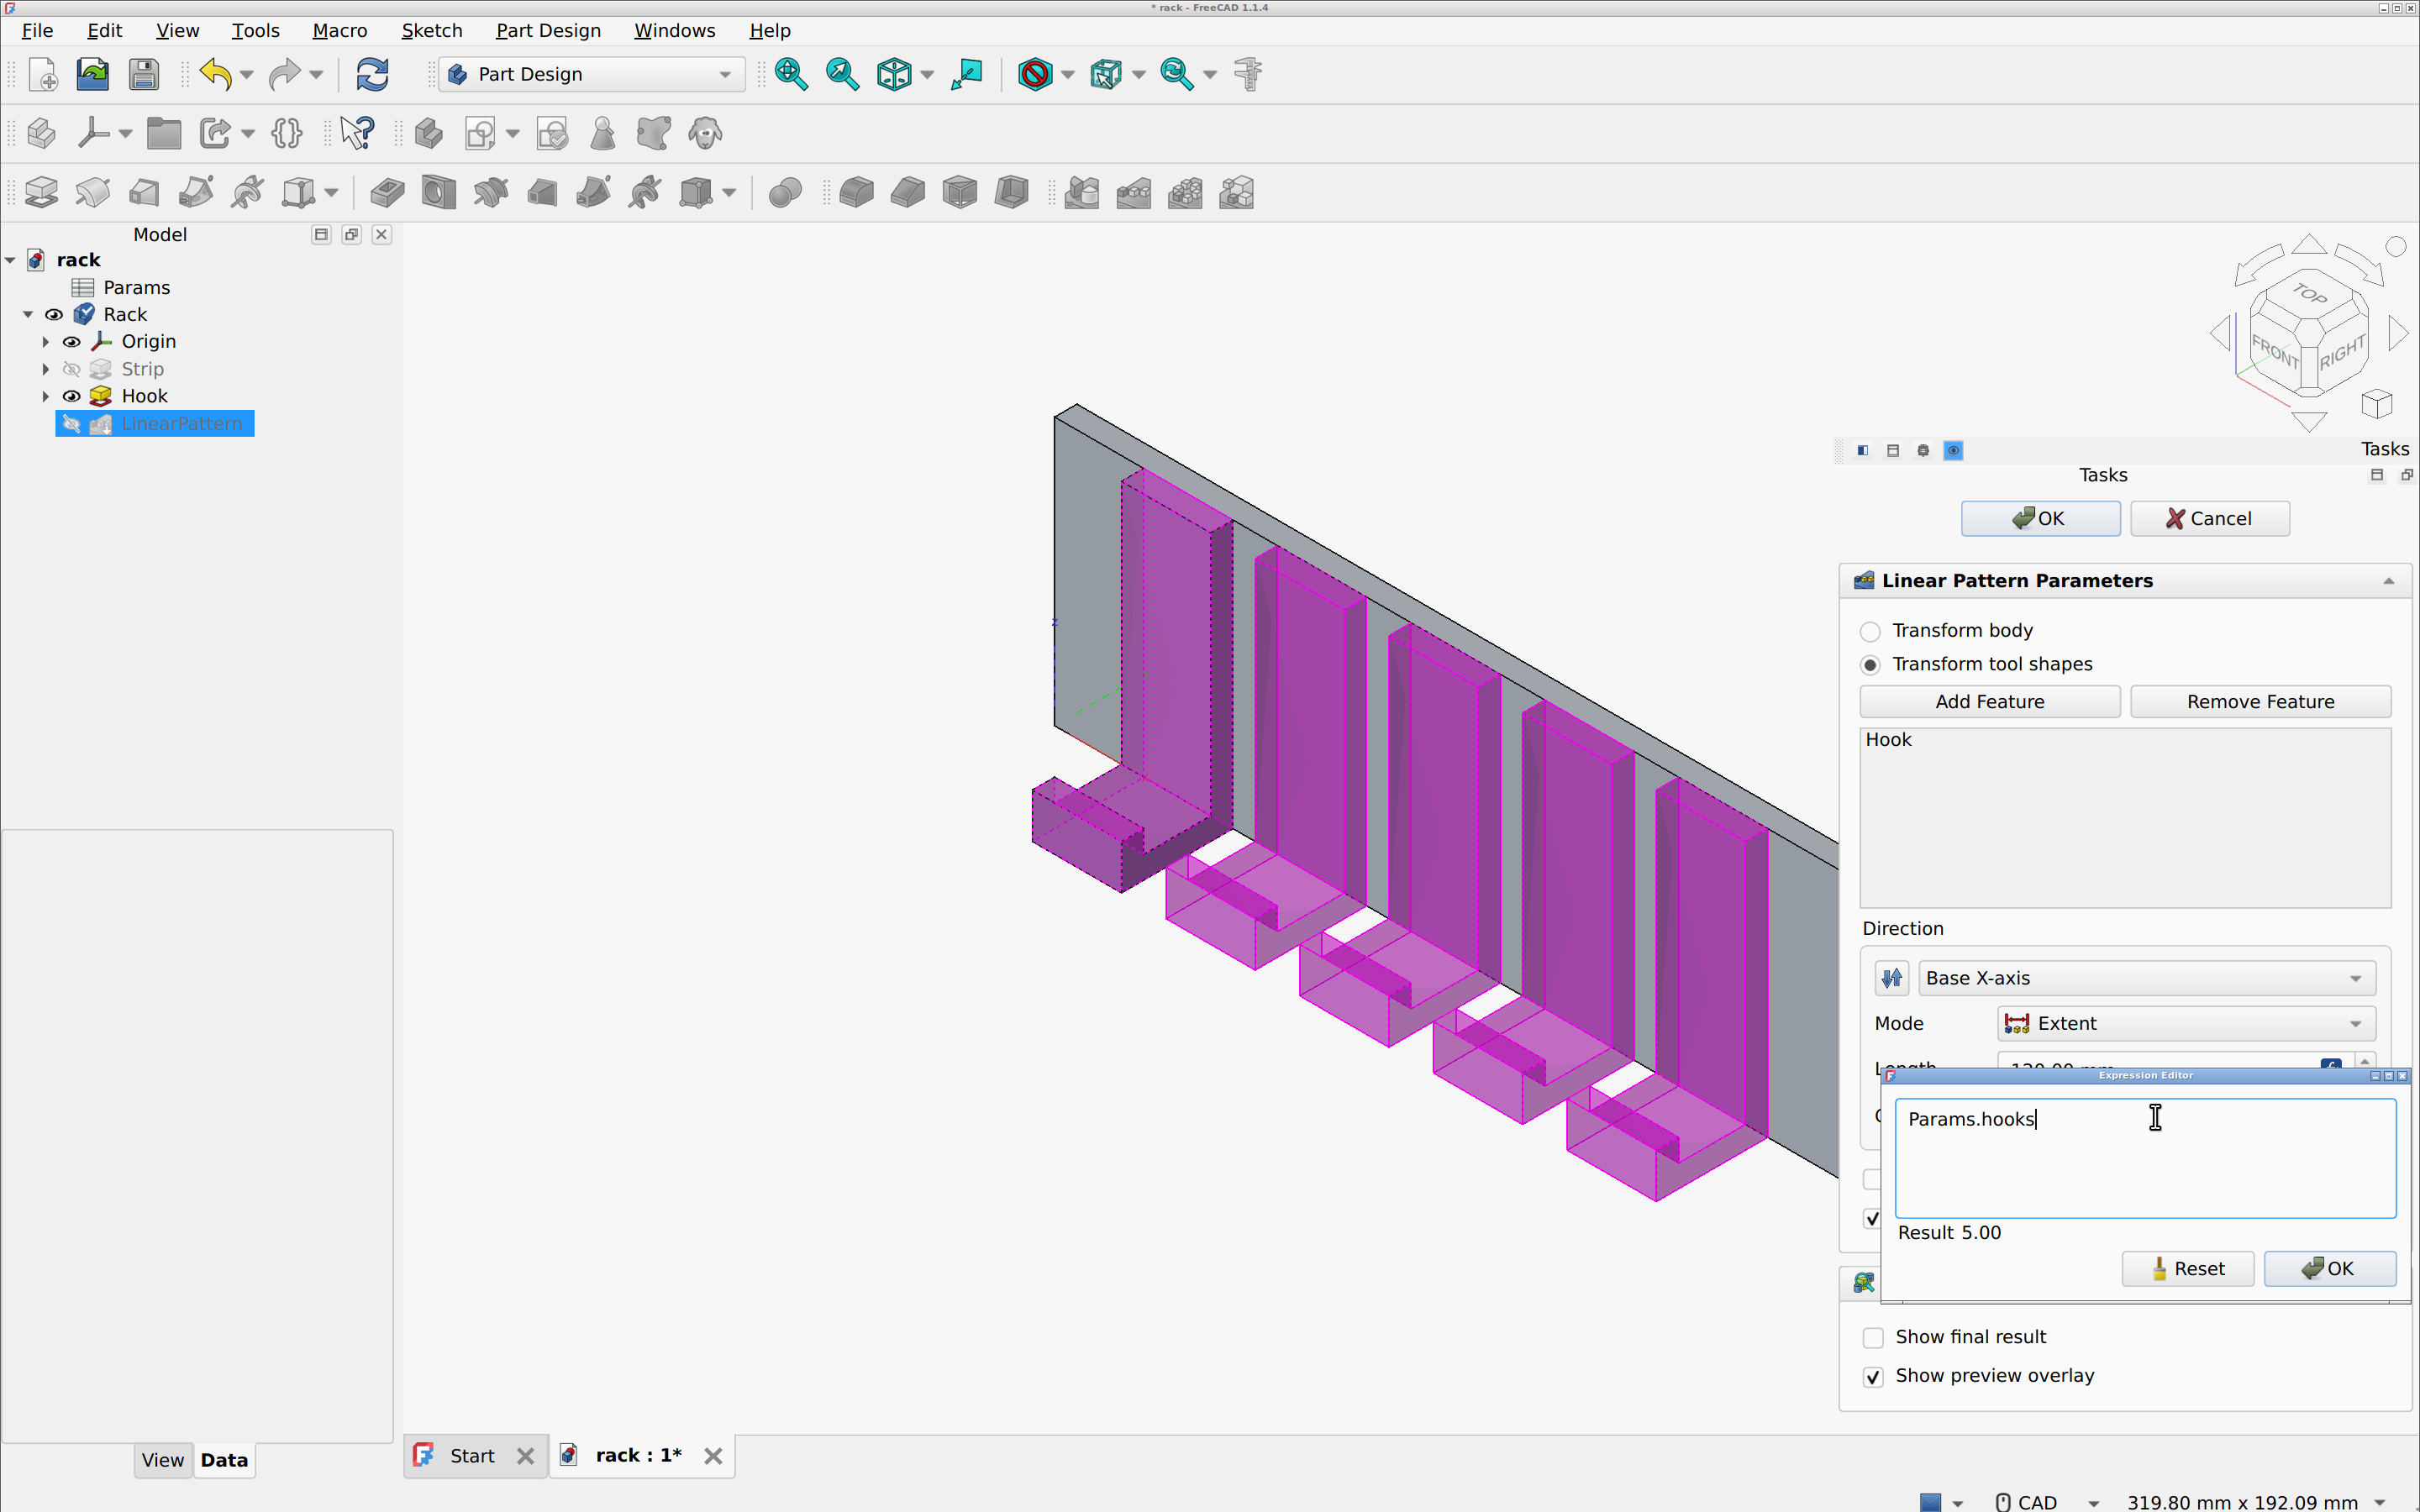 * rack - FreeCAD 1.1.4
File Edit View Tools Macro Sketch Part Design Windows Help
Part Design
Model
rack
Params
Rack
Origin
Strip
Hook
LinearPattern
TOP
FRONT
RIGHT
z
Tasks
Tasks
OK Cancel
Linear Pattern Parameters
Transform body
Transform tool shapes
Add Feature Remove Feature
Hook
Direction
Base X-axis
Mode Extent
Expression Editor
Params.hooks
Result 5.00
Reset OK
Show final result
Show preview overlay
View Data
Start rack : 1*
CAD 319.80 mm x 192.09 mm